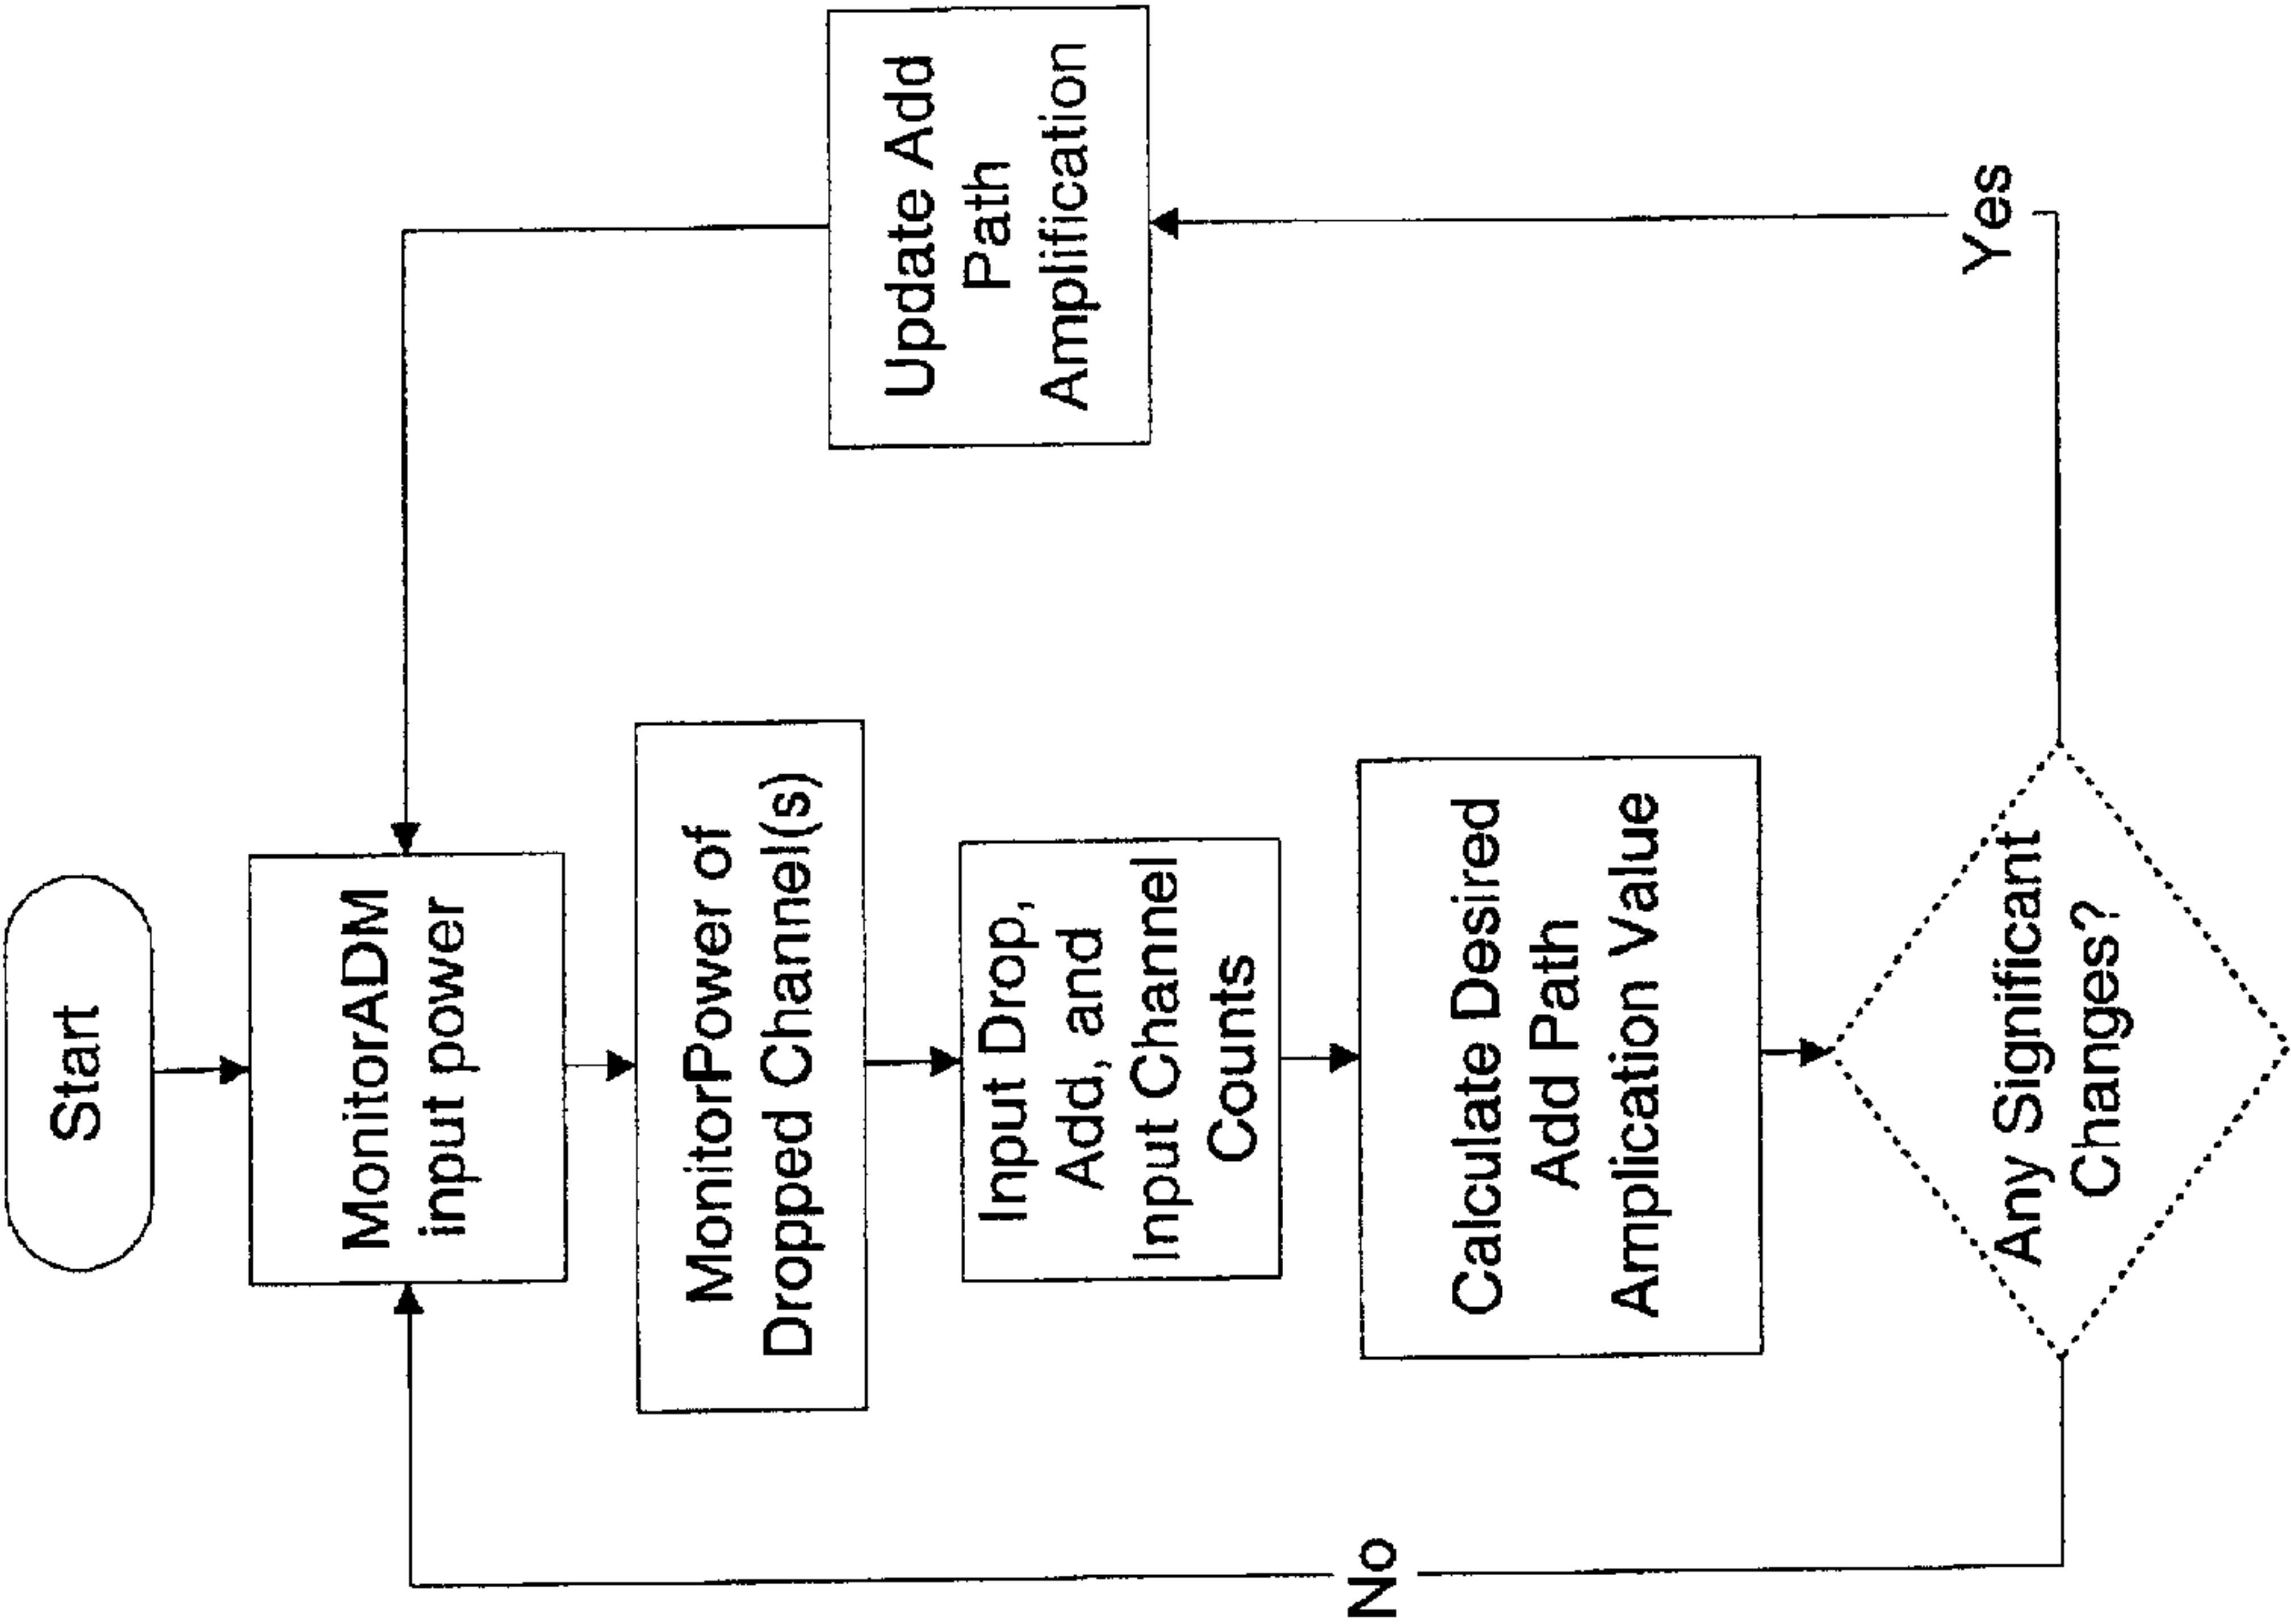 Start
MonitorADM
input power
MonitorPower of
Dropped Channel(s)
Input Drop,
Add, and
Input Channel
Counts
Calculate Desired
Add Path
Amplication Value
Any Significant
Changes?
No
Yes
Update Add
Path
Amplification